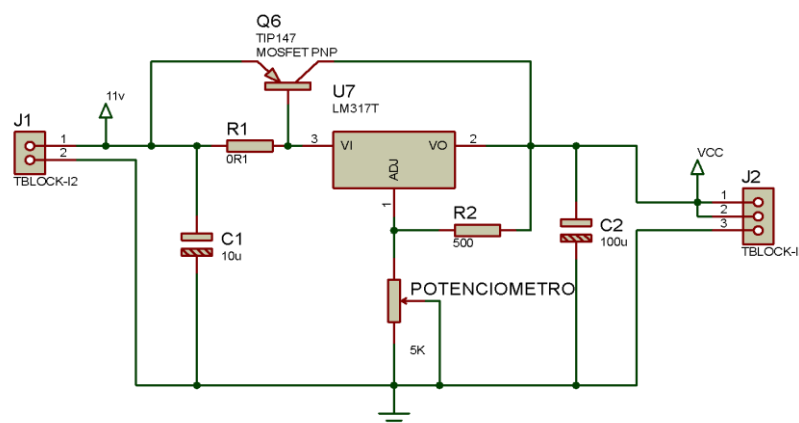 Q6
TIP147
MOSFET PNP
U7
LM317T
11v
J1
1
2
TBLOCK-I2
R1
0R1
3
VI
VO
2
ADJ
1
R2
500
C1
10u
C2
100u
VCC
J2
1
2
3
TBLOCK-I
POTENCIOMETRO
5K